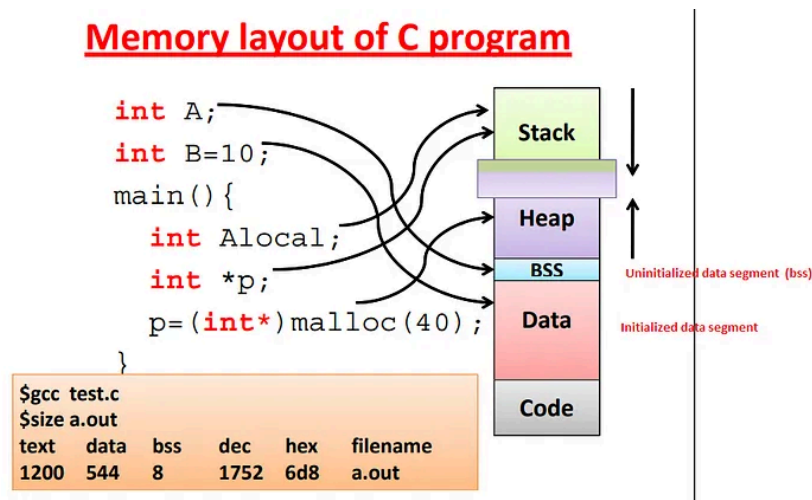 Memory layout of C program
int A;
int B=10;
main(){
int Alocal;
int *p;
p=(int*)malloc(40);
}
Stack
Heap
BSS
Data
Code
Uninitialized data segment (bss)
Initialized data segment
$gcc test.c
$size a.out
text data bss dec hex filename
1200 544 8 1752 6d8 a.out